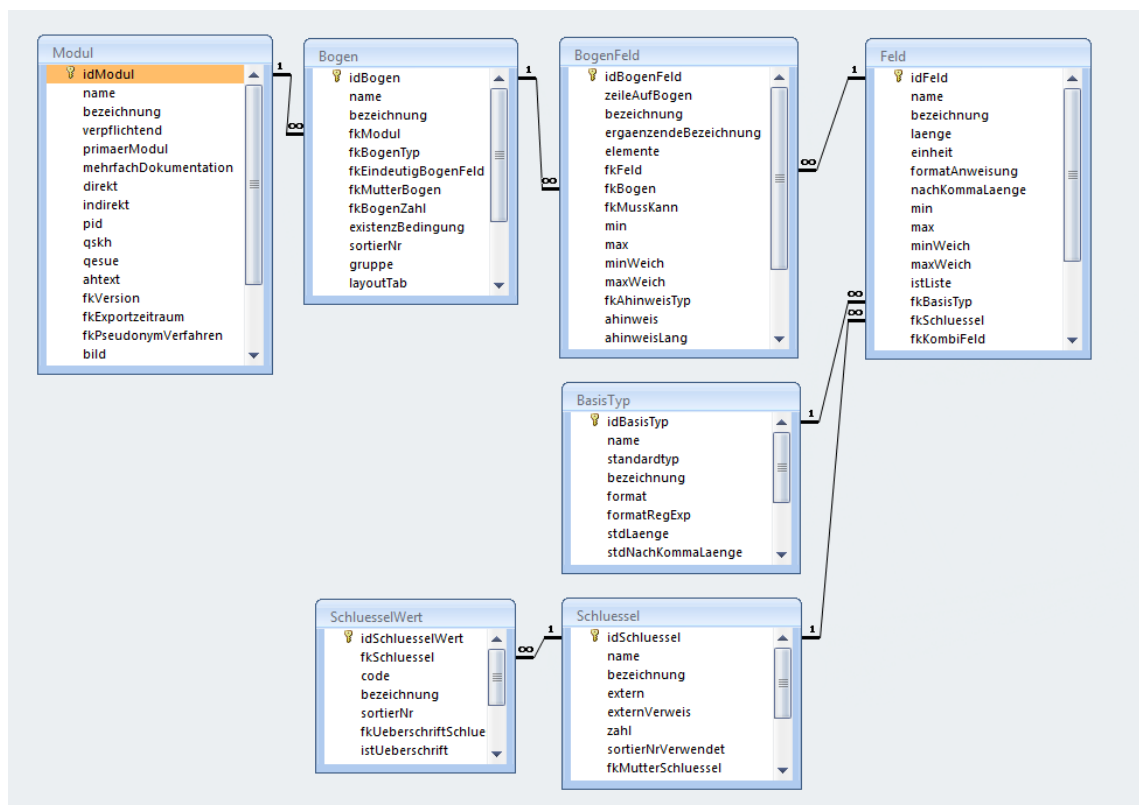 Modul
idModul
name
bezeichnung
verpflichtend
primaerModul
mehrfachDokumentation
direkt
indirekt
pid
qskh
qesue
ahtext
fkVersion
fkExportzeitraum
fkPseudonymVerfahren
bild
1
∞
Bogen
idBogen
name
bezeichnung
fkModul
fkBogenTyp
fkEindeutigBogenFeld
fkMutterBogen
fkBogenZahl
existenzBedingung
sortierNr
gruppe
layoutTab
1
∞
BogenFeld
idBogenFeld
zeileAufBogen
bezeichnung
ergaenzendeBezeichnung
elemente
fkFeld
fkBogen
fkMussKann
min
max
minWeich
maxWeich
fkAhinweisTyp
ahinweis
ahinweisLang
1
∞
Feld
idFeld
name
bezeichnung
laenge
einheit
formatAnweisung
nachKommaLaenge
min
max
minWeich
maxWeich
istListe
fkBasisTyp
fkSchluessel
fkKombiFeld
∞
∞
BasisTyp
idBasisTyp
name
standardtyp
bezeichnung
format
formatRegExp
stdLaenge
stdNachKommaLaenge
1
SchluesselWert
idSchluesselWert
fkSchluessel
code
bezeichnung
sortierNr
fkUeberschriftSchlue
istUeberschrift
∞
1
Schluessel
idSchluessel
name
bezeichnung
extern
externVerweis
zahl
sortierNrVerwendet
fkMutterSchluessel
1